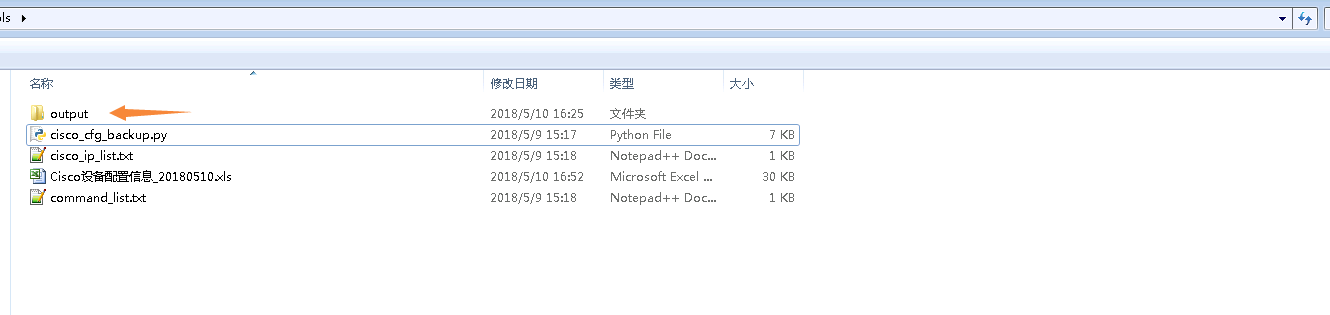 ols
名称 修改日期 类型 大小
output 2018/5/10 16:25 文件夹
cisco_cfg_backup.py 2018/5/9 15:17 Python File 7 KB
cisco_ip_list.txt 2018/5/9 15:18 Notepad++ Doc... 1 KB
Cisco设备配置信息_20180510.xls 2018/5/10 16:52 Microsoft Excel ... 30 KB
command_list.txt 2018/5/9 15:18 Notepad++ Doc... 1 KB